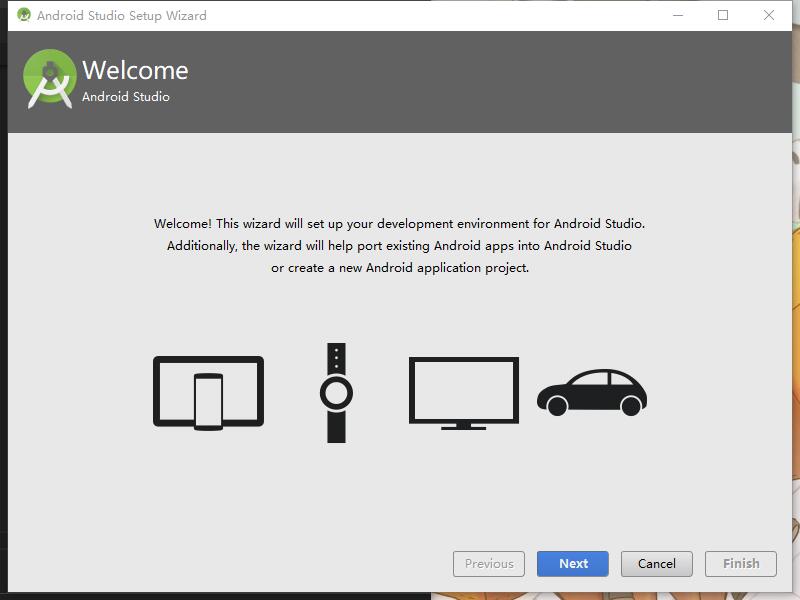 Android Studio Setup Wizard
Welcome
Android Studio
Welcome! This wizard will set up your development environment for Android Studio.
Additionally, the wizard will help port existing Android apps into Android Studio
or create a new Android application project.
Previous
Next
Cancel
Finish